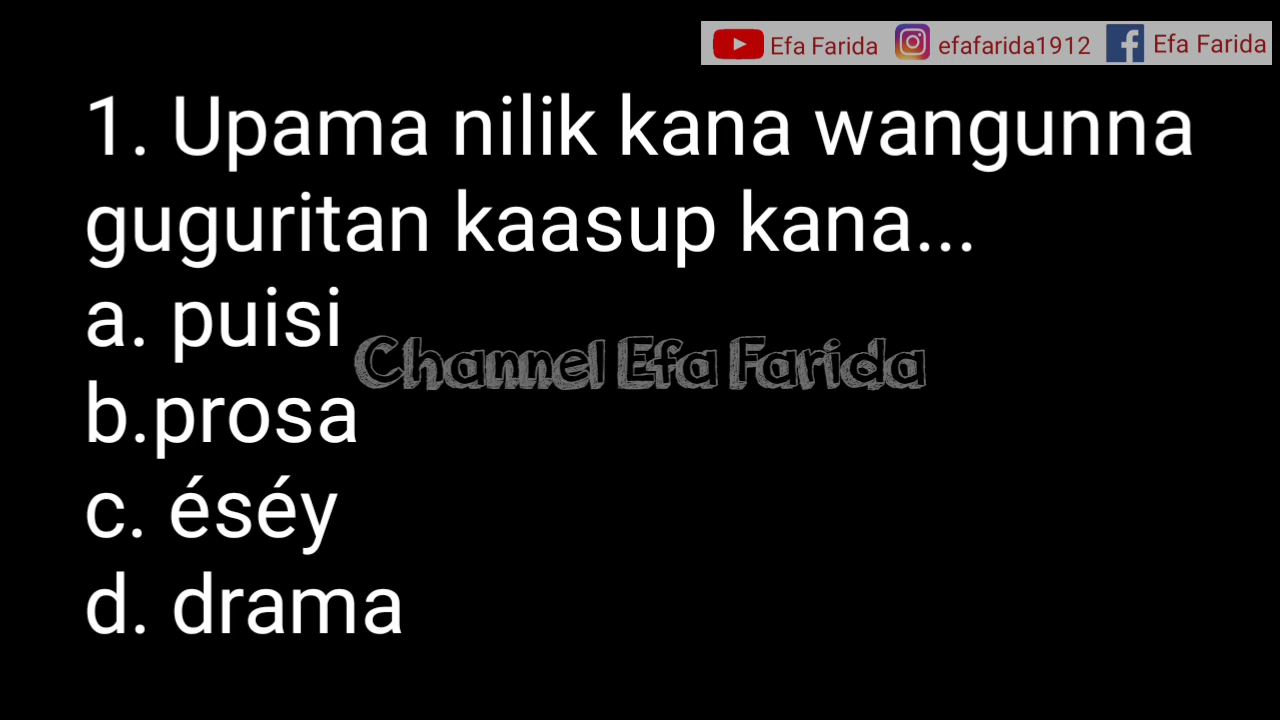 Efa Farida efafarida1912 Efa Farida
1. Upama nilik kana wangunna
guguritan kaasup kana...
a. puisi
Channel Efa Farida
b.prosa
c. éséy
d. drama